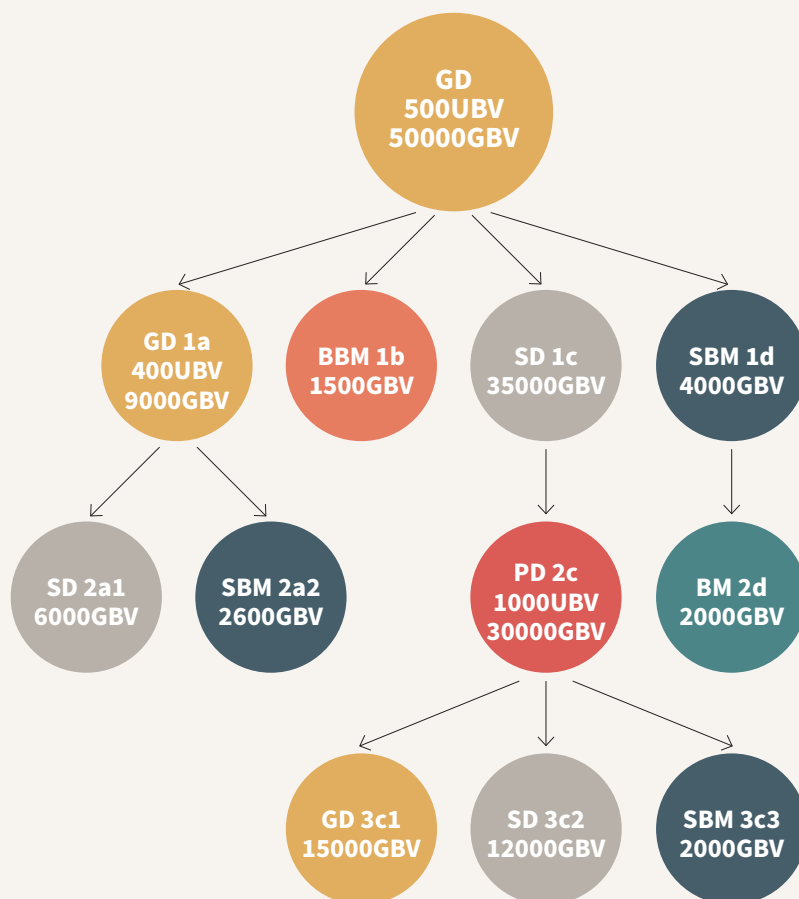 GD
500UBV
50000GBV
GD 1a
400UBV
9000GBV
BBM 1b
1500GBV
SD 1c
35000GBV
SBM 1d
4000GBV
SD 2a1
6000GBV
SBM 2a2
2600GBV
PD 2c
1000UBV
30000GBV
BM 2d
2000GBV
GD 3c1
15000GBV
SD 3c2
12000GBV
SBM 3c3
2000GBV